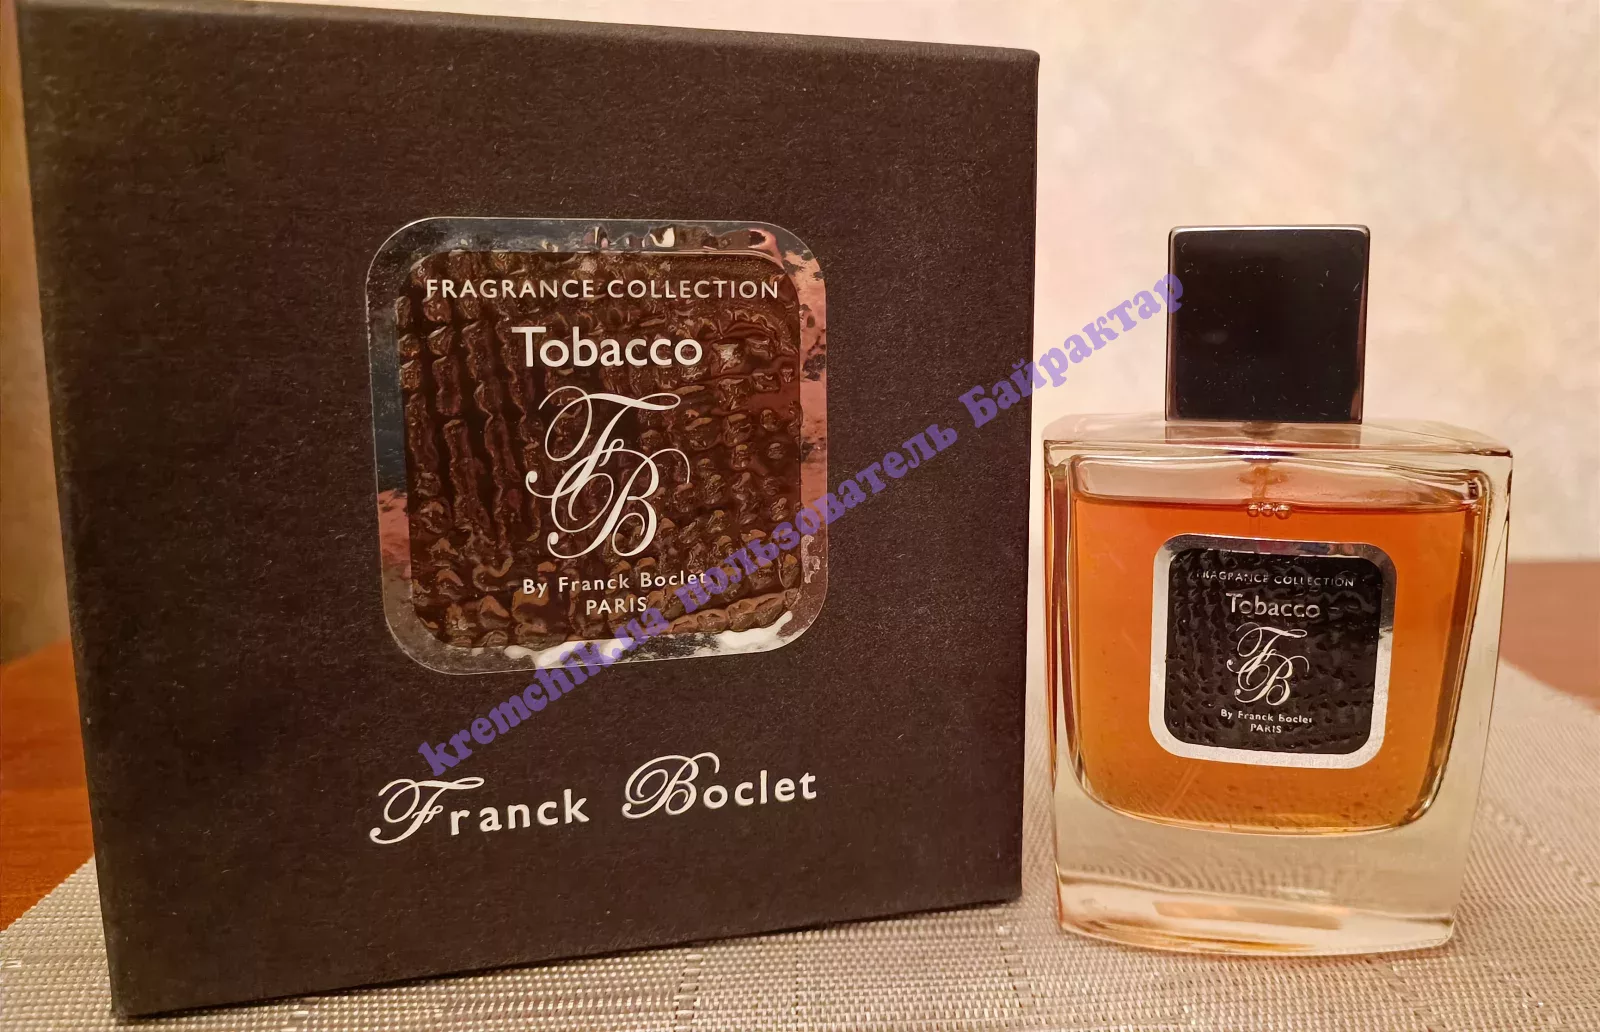 FRAGRANCE COLLECTION
Tobacco
FB
By Franck Boclet
PARIS
Franck Boclet
FRAGRANCE COLLECTION
Tobacco
FB
By Franck Boclet
PARIS
kremchik.ua пользователь Байрактар